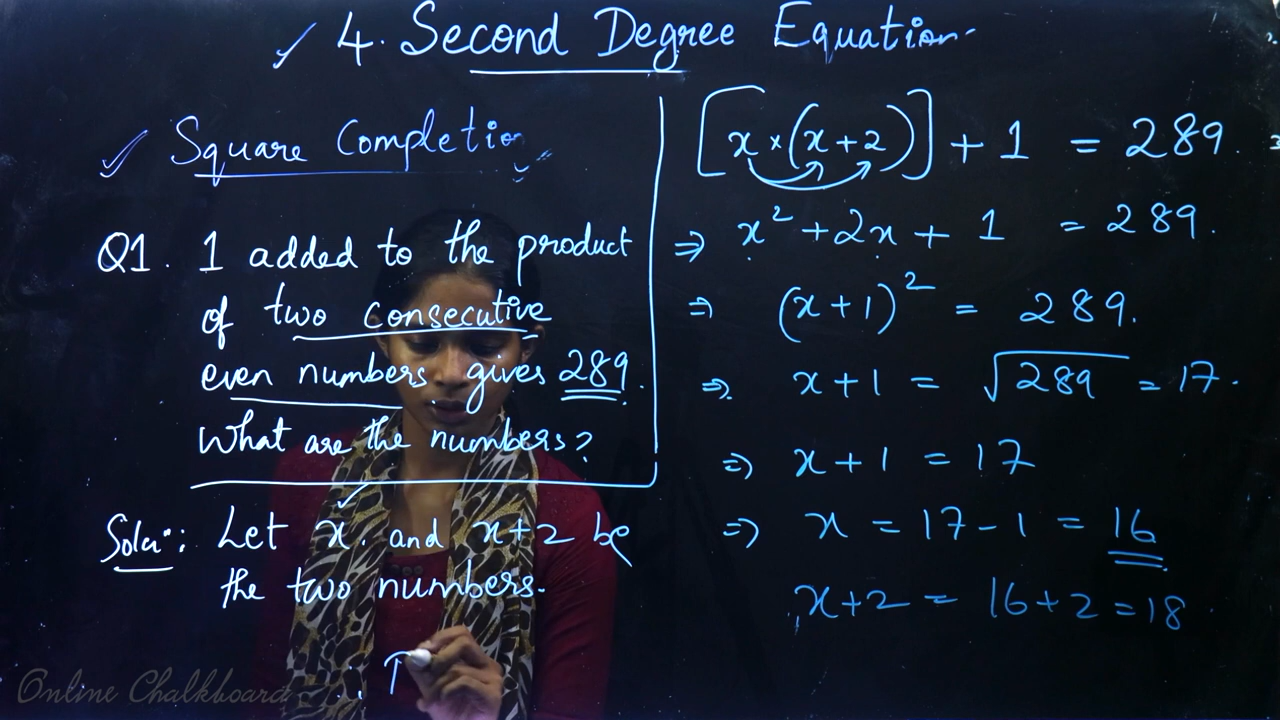 4. Second Degree Equation
Square Completion
Q1. 1 added to the product
of two consecutive
even numbers gives 289.
What are the numbers?
Soln: Let x and x+2 be
the two numbers.
∴ T
[x×(x+2)] + 1 = 289.
⇒ x² + 2x + 1 = 289.
⇒ (x+1)² = 289.
⇒ x+1 = √289 = 17.
⇒ x+1 = 17
⇒ x = 17-1 = 16
x+2 = 16+2 = 18
Online Chalkboard